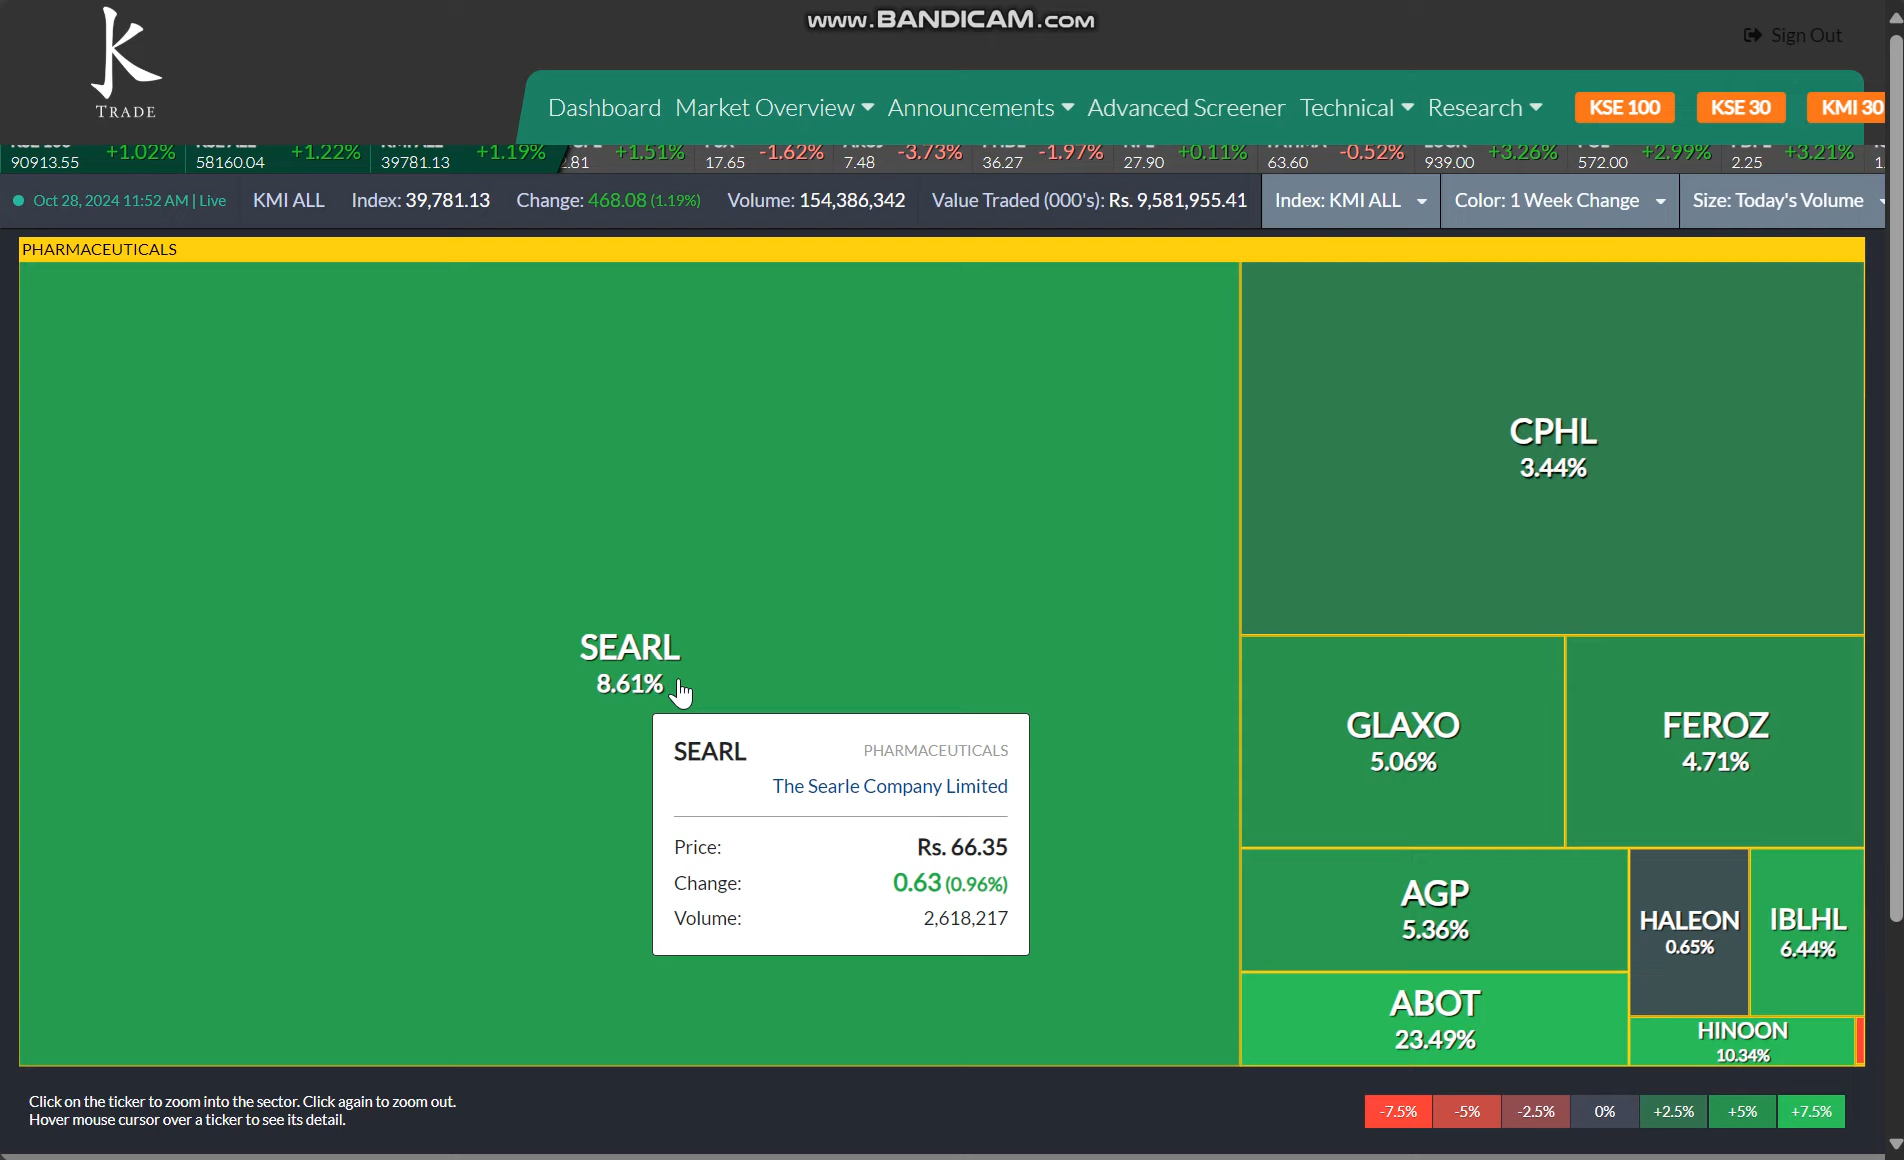 www.BANDICAM.com
Sign Out
K
TRADE
Dashboard Market Overview Announcements Advanced Screener Technical Research KSE 100 KSE 30 KMI 30
+1.02% +1.22% +1.19% +1.51% -1.62% -3.73% -1.97% +0.11% -0.52% +3.26% +2.99% +3.21%
90913.55 58160.04 39781.13 2.81 17.65 7.48 36.27 27.90 63.60 939.00 572.00 2.25
Oct 28, 2024 11:52 AM | Live KMI ALL Index: 39,781.13 Change: 468.08 (1.19%) Volume: 154,386,342 Value Traded (000's): Rs. 9,581,955.41 Index: KMI ALL Color: 1 Week Change Size: Today's Volume
PHARMACEUTICALS
CPHL
3.44%
SEARL
8.61%
GLAXO
5.06%
FEROZ
4.71%
SEARL PHARMACEUTICALS
The Searle Company Limited
Price: Rs. 66.35
Change: 0.63 (0.96%)
Volume: 2,618,217
AGP
5.36%
HALEON
0.65%
IBLHL
6.44%
ABOT
23.49%
HINOON
10.34%
Click on the ticker to zoom into the sector. Click again to zoom out.
Hover mouse cursor over a ticker to see its detail.
-7.5% -5% -2.5% 0% +2.5% +5% +7.5%